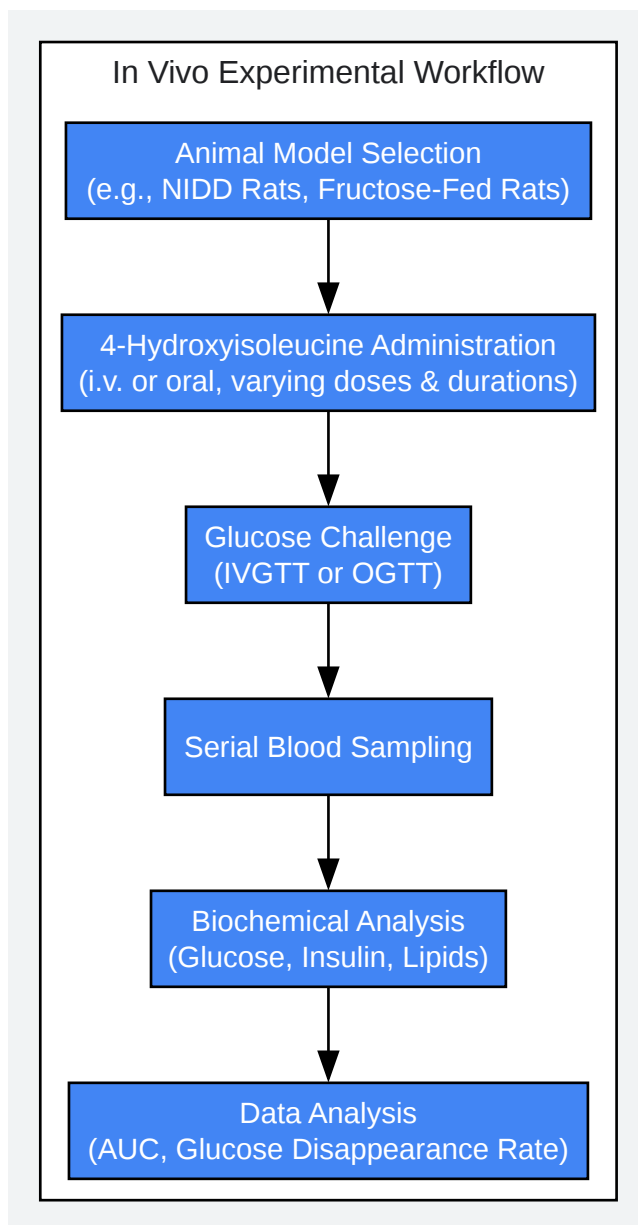 In Vivo Experimental Workflow
Animal Model Selection
(e.g., NIDD Rats, Fructose-Fed Rats)
4-Hydroxyisoleucine Administration
(i.v. or oral, varying doses & durations)
Glucose Challenge
(IVGTT or OGTT)
Serial Blood Sampling
Biochemical Analysis
(Glucose, Insulin, Lipids)
Data Analysis
(AUC, Glucose Disappearance Rate)